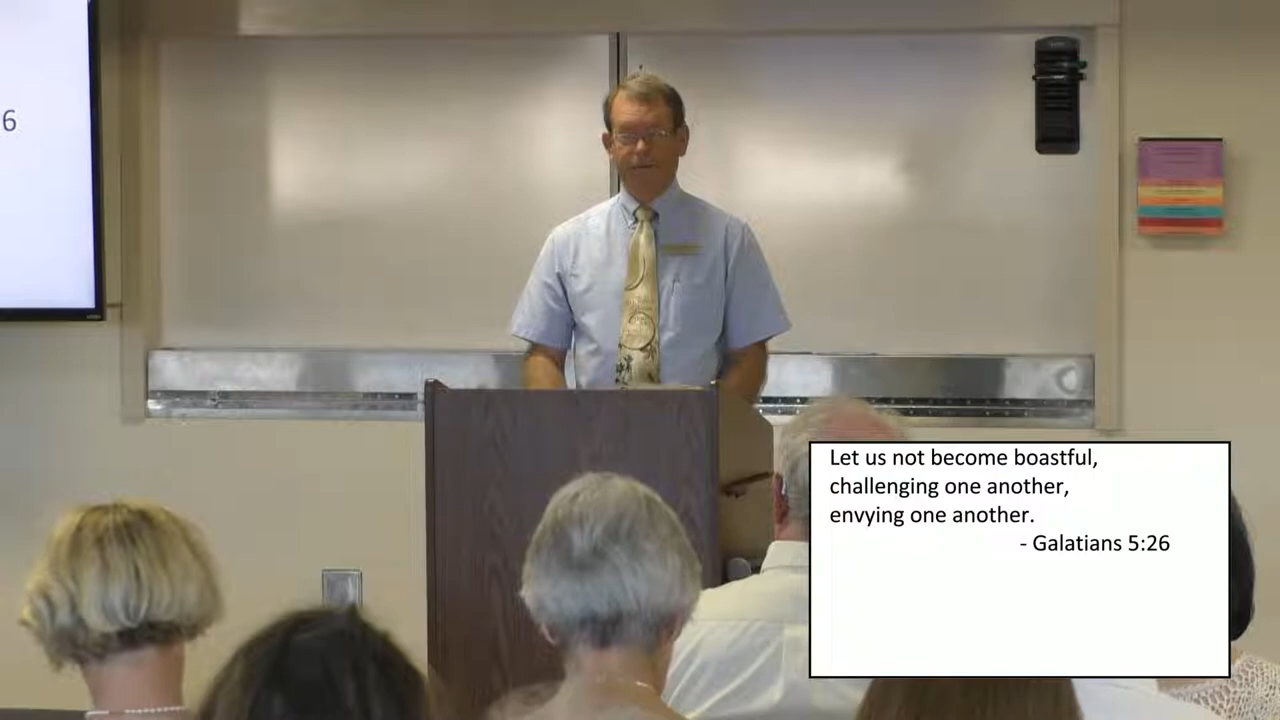 6
Let us not become boastful,
challenging one another,
envying one another.
- Galatians 5:26